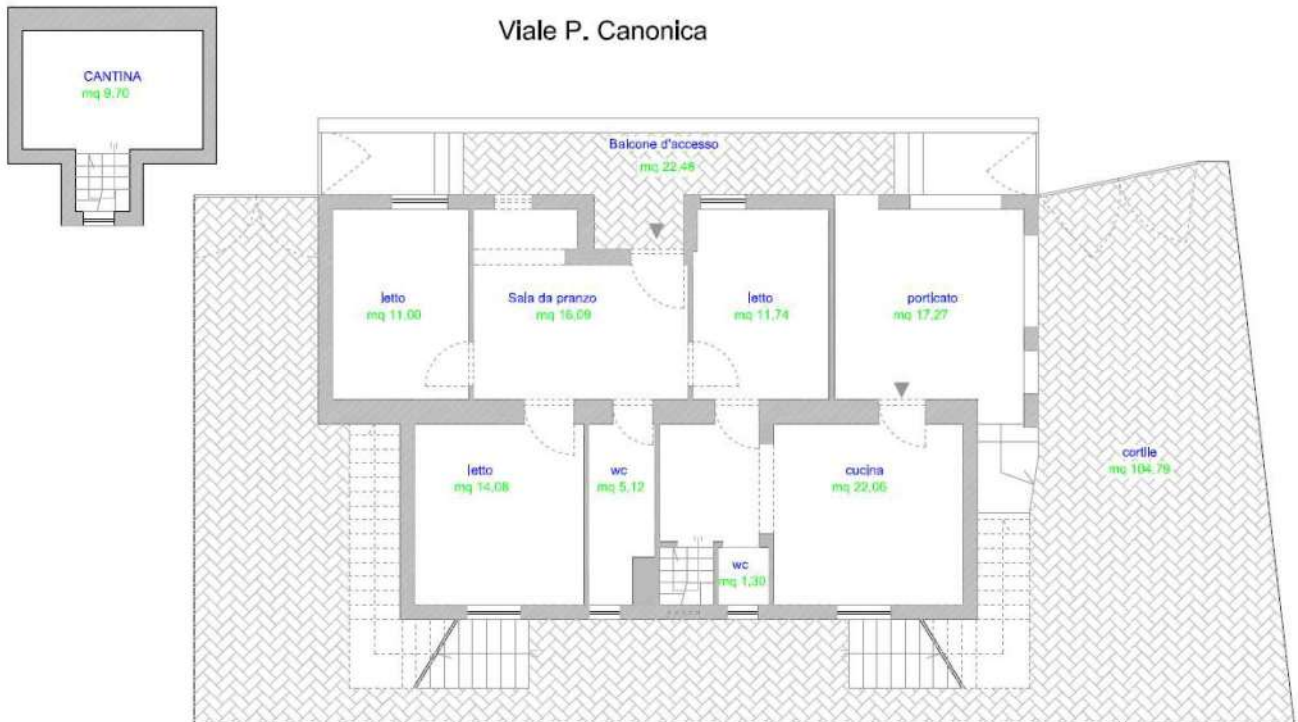 Viale P. Canonica
CANTINA
mq 9,70
Balcone d'accesso
mq 22,48
letto
mq 11,00
Sala da pranzo
mq 16,09
letto
mq 11,74
porticato
mq 17,27
letto
mq 14,08
wc
mq 5,12
cucina
mq 22,06
cortile
mq 104,79
wc
mq 1,30